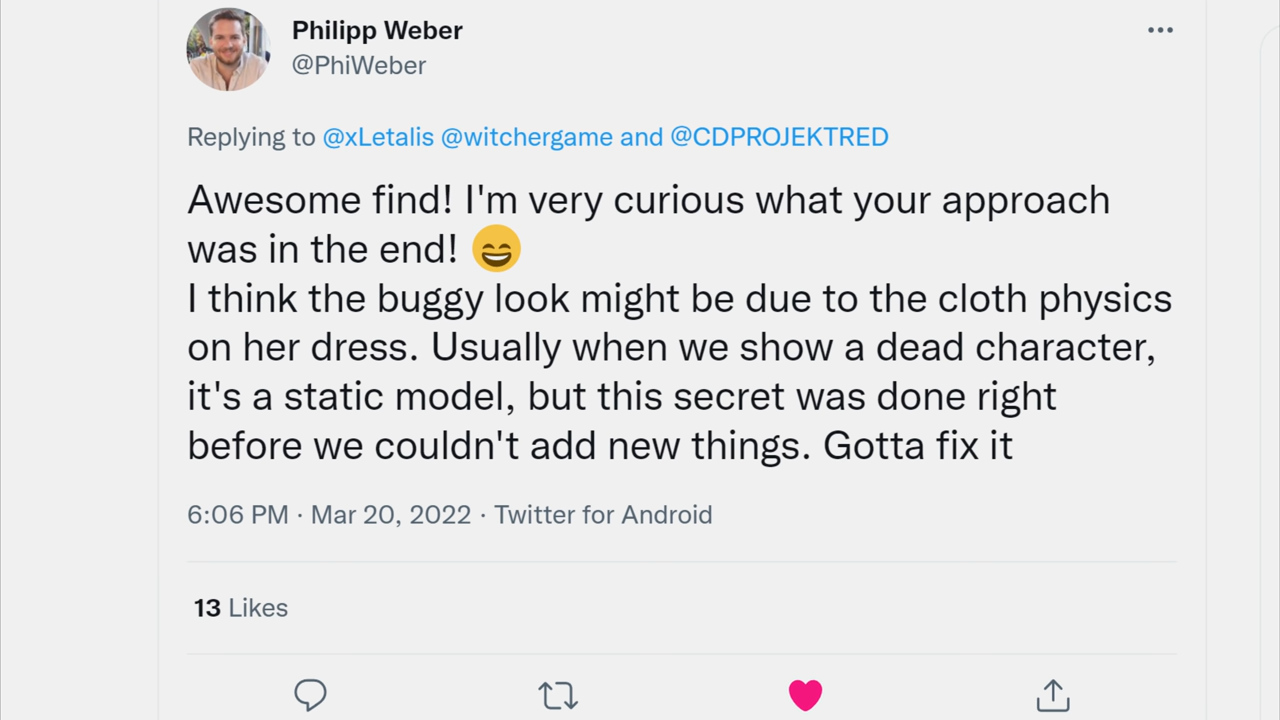 Philipp Weber
@PhiWeber
Replying to @xLetalis @witchergame and @CDPROJEKTRED
Awesome find! I'm very curious what your approach
was in the end! 😄
I think the buggy look might be due to the cloth physics
on her dress. Usually when we show a dead character,
it's a static model, but this secret was done right
before we couldn't add new things. Gotta fix it
6:06 PM · Mar 20, 2022 · Twitter for Android
13 Likes